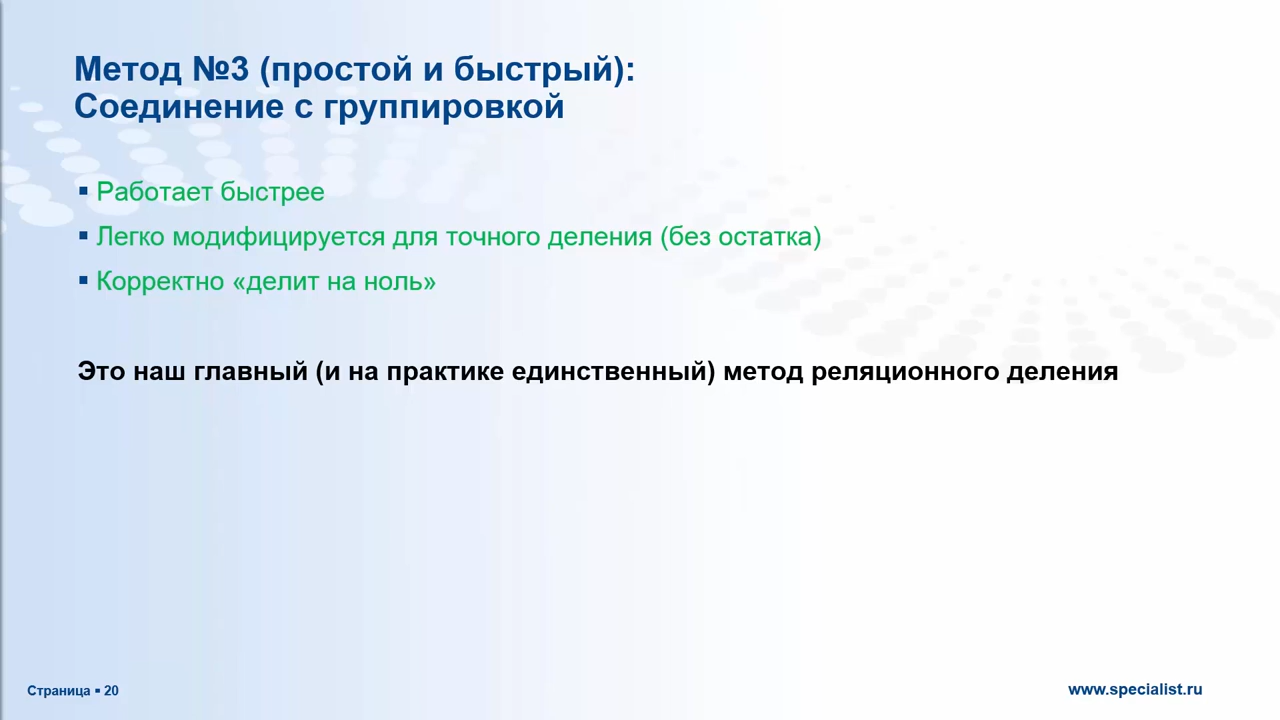 Метод №3 (простой и быстрый):
Соединение с группировкой
▪ Работает быстрее
▪ Легко модифицируется для точного деления (без остатка)
▪ Корректно «делит на ноль»
Это наш главный (и на практике единственный) метод реляционного деления
Страница ▪ 20
www.specialist.ru